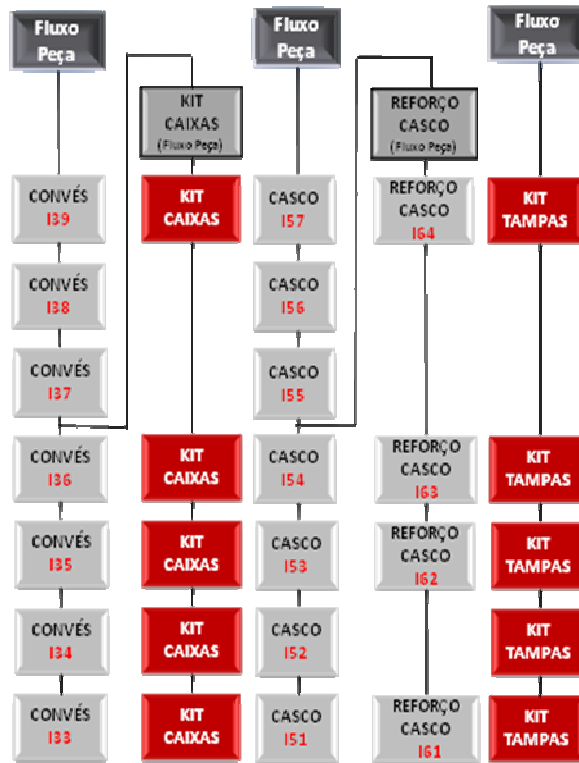 Fluxo
Peça
KIT
CAIXAS
(Fluxo Peça)
Fluxo
Peça
REFORÇO
CASCO
(Fluxo Peça)
Fluxo
Peça
CONVÉS
I39
KIT
CAIXAS
CASCO
I57
REFORÇO
CASCO
I64
KIT
TAMPAS
CONVÉS
I38
CASCO
I56
CONVÉS
I37
CASCO
I55
CONVÉS
I36
KIT
CAIXAS
CASCO
I54
REFORÇO
CASCO
I63
KIT
TAMPAS
CONVÉS
I35
KIT
CAIXAS
CASCO
I53
REFORÇO
CASCO
I62
KIT
TAMPAS
CONVÉS
I34
KIT
CAIXAS
CASCO
I52
KIT
TAMPAS
CONVÉS
I33
KIT
CAIXAS
CASCO
I51
REFORÇO
CASCO
I61
KIT
TAMPAS